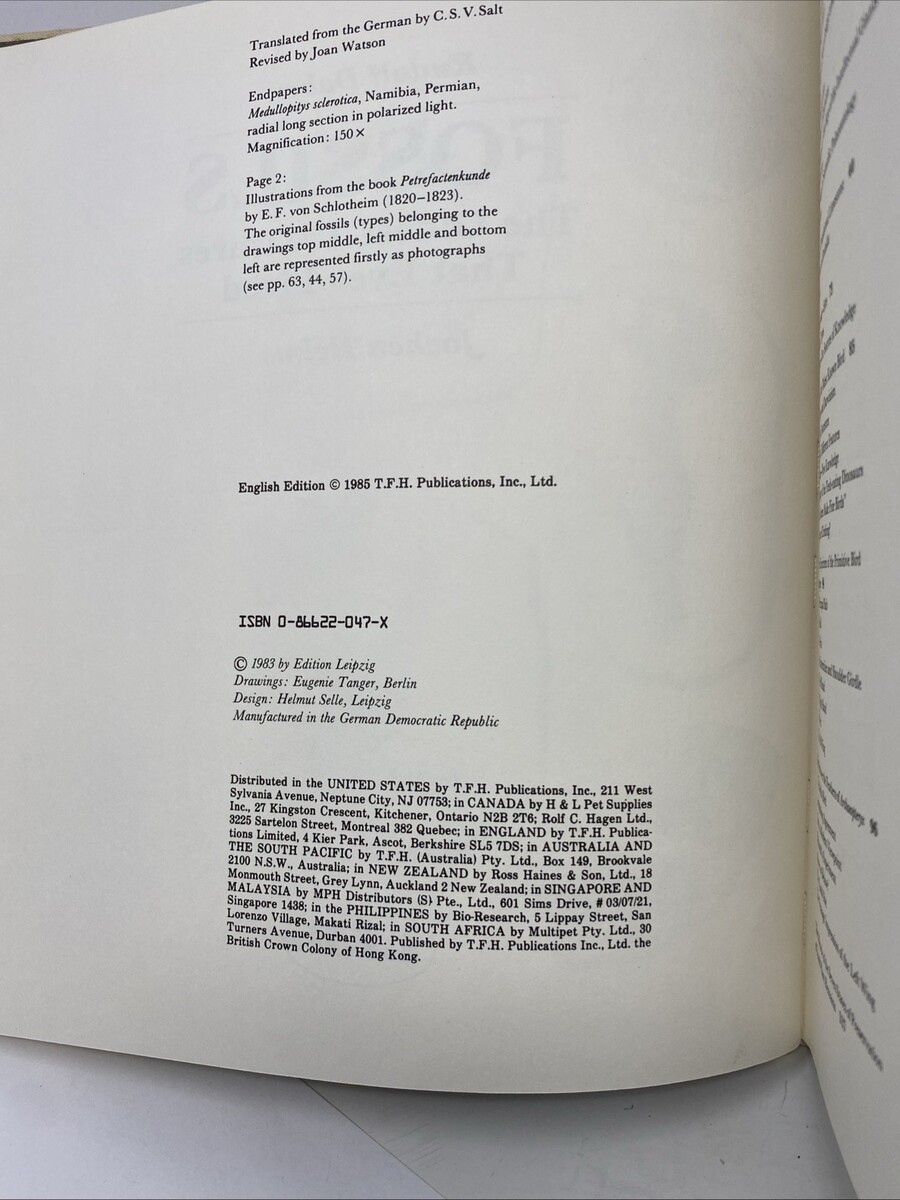 Translated from the German by C. S. V. Salt
Revised by Joan Watson
Endpapers:
Medullopitys sclerotica, Namibia, Permian,
radial long section in polarized light.
Magnification: 150 ×
Page 2:
Illustrations from the book Petrefactenkunde
by E. F. von Schlotheim (1820–1823).
The original fossils (types) belonging to the
drawings top middle, left middle and bottom
left are represented firstly as photographs
(see pp. 63, 44, 57).
English Edition © 1985 T.F.H. Publications, Inc., Ltd.
ISBN 0-86622-047-X
© 1983 by Edition Leipzig
Drawings: Eugenie Tanger, Berlin
Design: Helmut Selle, Leipzig
Manufactured in the German Democratic Republic
Distributed in the UNITED STATES by T.F.H. Publications, Inc., 211 West
Sylvania Avenue, Neptune City, NJ 07753; in CANADA by H & L Pet Supplies
Inc., 27 Kingston Crescent, Kitchener, Ontario N2B 2T6; Rolf C. Hagen Ltd.,
3225 Sartelon Street, Montreal 382 Quebec; in ENGLAND by T.F.H. Publica-
tions Limited, 4 Kier Park, Ascot, Berkshire SL5 7DS; in AUSTRALIA AND
THE SOUTH PACIFIC by T.F.H. (Australia) Pty. Ltd., Box 149, Brookvale
2100 N.S.W., Australia; in NEW ZEALAND by Ross Haines & Son, Ltd., 18
Monmouth Street, Grey Lynn, Auckland 2 New Zealand; in SINGAPORE AND
MALAYSIA by MPH Distributors (S) Pte., Ltd., 601 Sims Drive, # 03/07/21,
Singapore 1438; in the PHILIPPINES by Bio-Research, 5 Lippay Street, San
Lorenzo Village, Makati Rizal; in SOUTH AFRICA by Multipet Pty. Ltd., 30
Turners Avenue, Durban 4001. Published by T.F.H. Publications Inc., Ltd. the
British Crown Colony of Hong Kong.